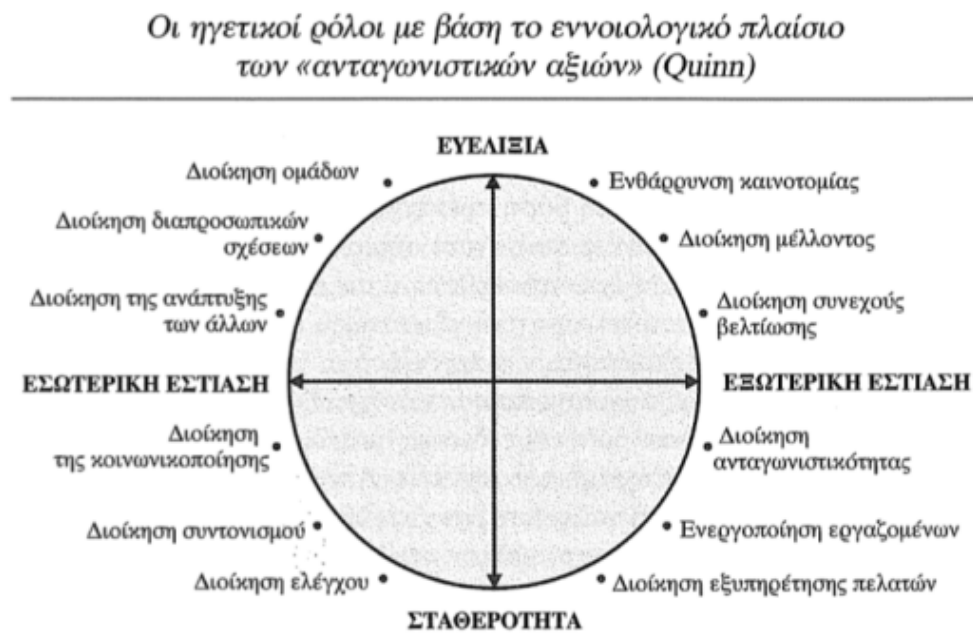 Οι ηγετικοί ρόλοι με βάση το εννοιολογικό πλαίσιο
των «ανταγωνιστικών αξιών» (Quinn)
ΕΥΕΛΙΞΙΑ
Διοίκηση ομάδων
Ενθάρρυνση καινοτομίας
Διοίκηση διαπροσωπικών
σχέσεων
Διοίκηση μέλλοντος
Διοίκηση της ανάπτυξης
των άλλων
Διοίκηση συνεχούς
βελτίωσης
ΕΣΩΤΕΡΙΚΗ ΕΣΤΙΑΣΗ
ΕΞΩΤΕΡΙΚΗ ΕΣΤΙΑΣΗ
Διοίκηση
της κοινωνικοποίησης
Διοίκηση
ανταγωνιστικότητας
Διοίκηση συντονισμού
Ενεργοποίηση εργαζομένων
Διοίκηση ελέγχου
Διοίκηση εξυπηρέτησης πελατών
ΣΤΑΘΕΡΟΤΗΤΑ